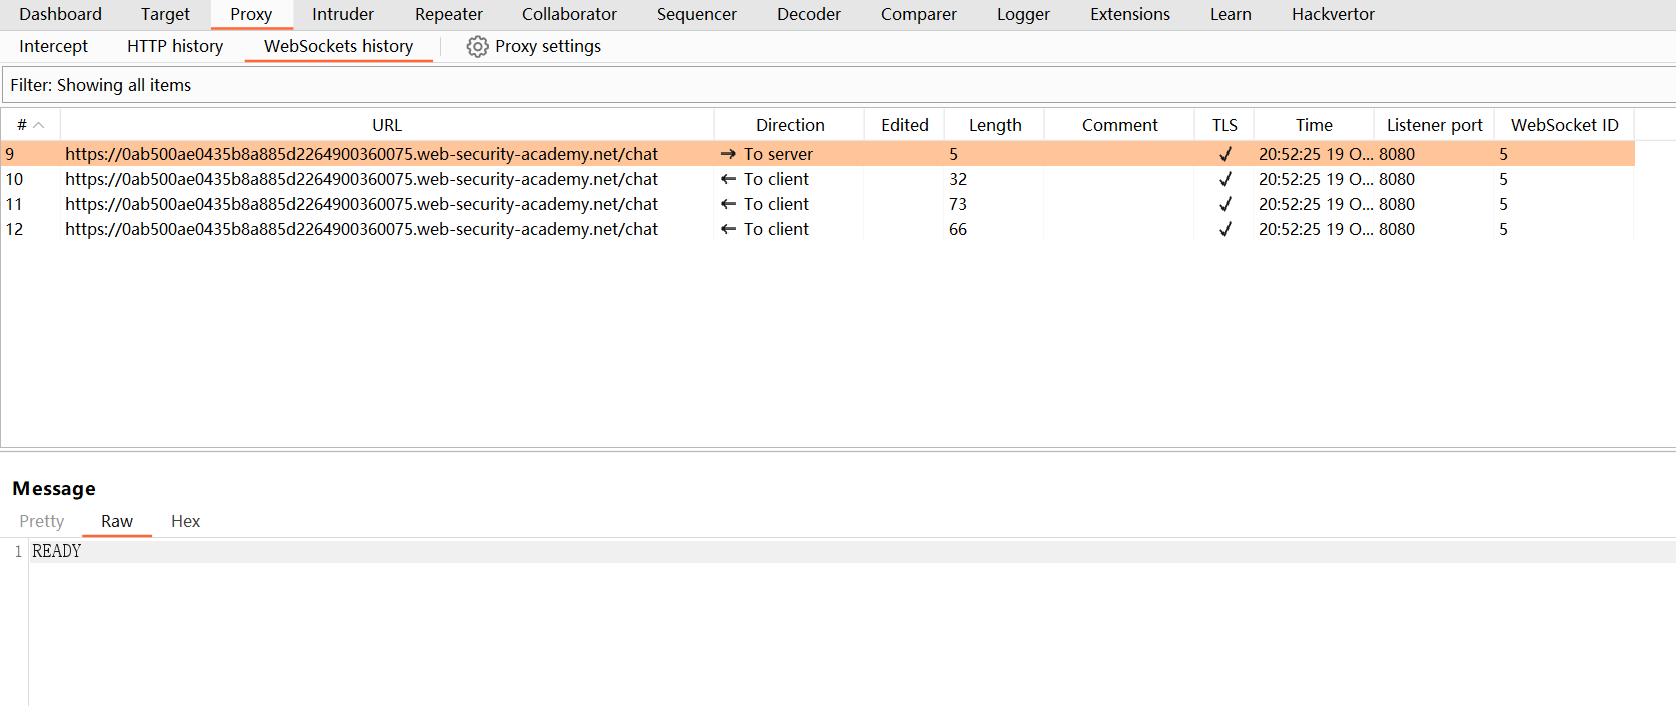 Dashboard Target Proxy Intruder Repeater Collaborator Sequencer Decoder Comparer Logger Extensions Learn Hackvertor
Intercept HTTP history WebSockets history Proxy settings
Filter: Showing all items
# URL Direction Edited Length Comment TLS Time Listener port WebSocket ID
9 https://0ab500ae0435b8a885d2264900360075.web-security-academy.net/chat → To server 5 ✓ 20:52:25 19 O... 8080 5
10 https://0ab500ae0435b8a885d2264900360075.web-security-academy.net/chat ← To client 32 ✓ 20:52:25 19 O... 8080 5
11 https://0ab500ae0435b8a885d2264900360075.web-security-academy.net/chat ← To client 73 ✓ 20:52:25 19 O... 8080 5
12 https://0ab500ae0435b8a885d2264900360075.web-security-academy.net/chat ← To client 66 ✓ 20:52:25 19 O... 8080 5
Message
Pretty Raw Hex
1 READY